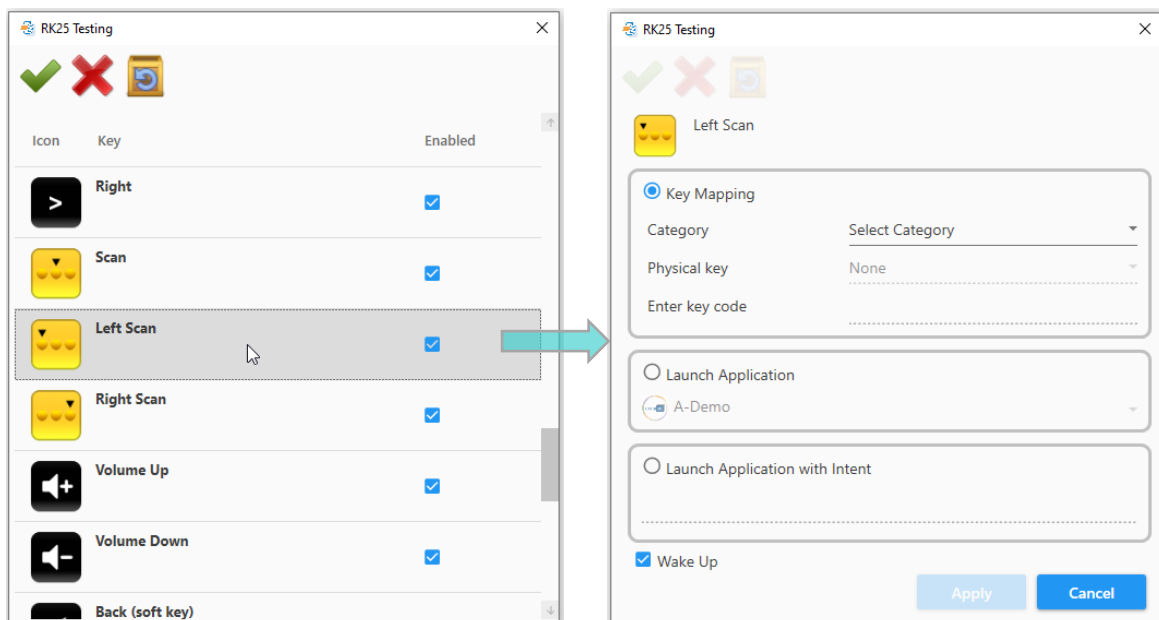 RK25 Testing
Icon Key Enabled
Right
Scan
Left Scan
Right Scan
Volume Up
Volume Down
Back (soft key)
RK25 Testing
Left Scan
Key Mapping
Category Select Category
Physical key None
Enter key code
Launch Application
A-Demo
Launch Application with Intent
Wake Up
Apply Cancel